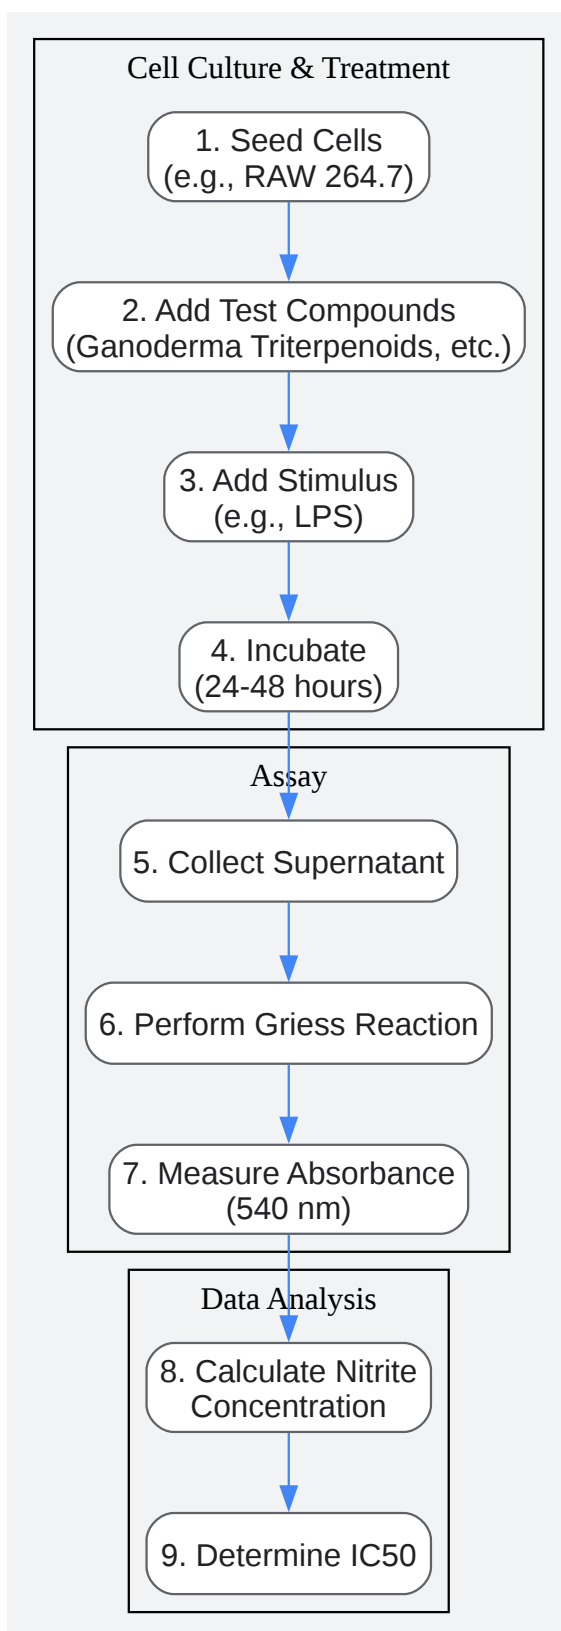 Cell Culture & Treatment
1. Seed Cells
(e.g., RAW 264.7)
2. Add Test Compounds
(Ganoderma Triterpenoids, etc.)
3. Add Stimulus
(e.g., LPS)
4. Incubate
(24-48 hours)
Assay
5. Collect Supernatant
6. Perform Griess Reaction
7. Measure Absorbance
(540 nm)
Data Analysis
8. Calculate Nitrite
Concentration
9. Determine IC50